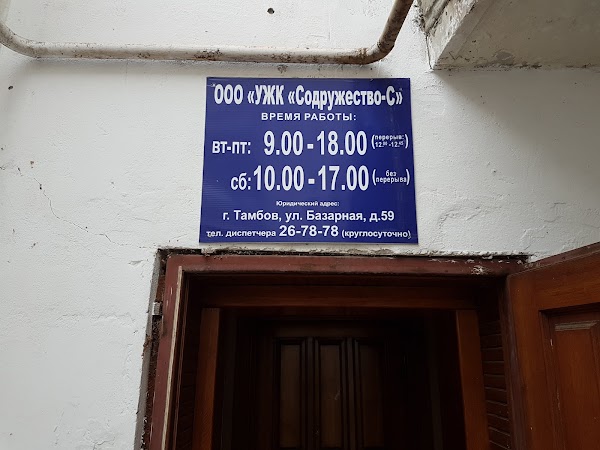 ООО «УЖК «Содружество-С»
ВРЕМЯ РАБОТЫ:
вт-пт: 9.00-18.00 (перерыв: 12.00-12.45)
сб: 10.00-17.00 (без перерыва)
Юридический адрес:
г. Тамбов, ул. Базарная, д.59
тел. диспетчера 26-78-78 (круглосуточно)